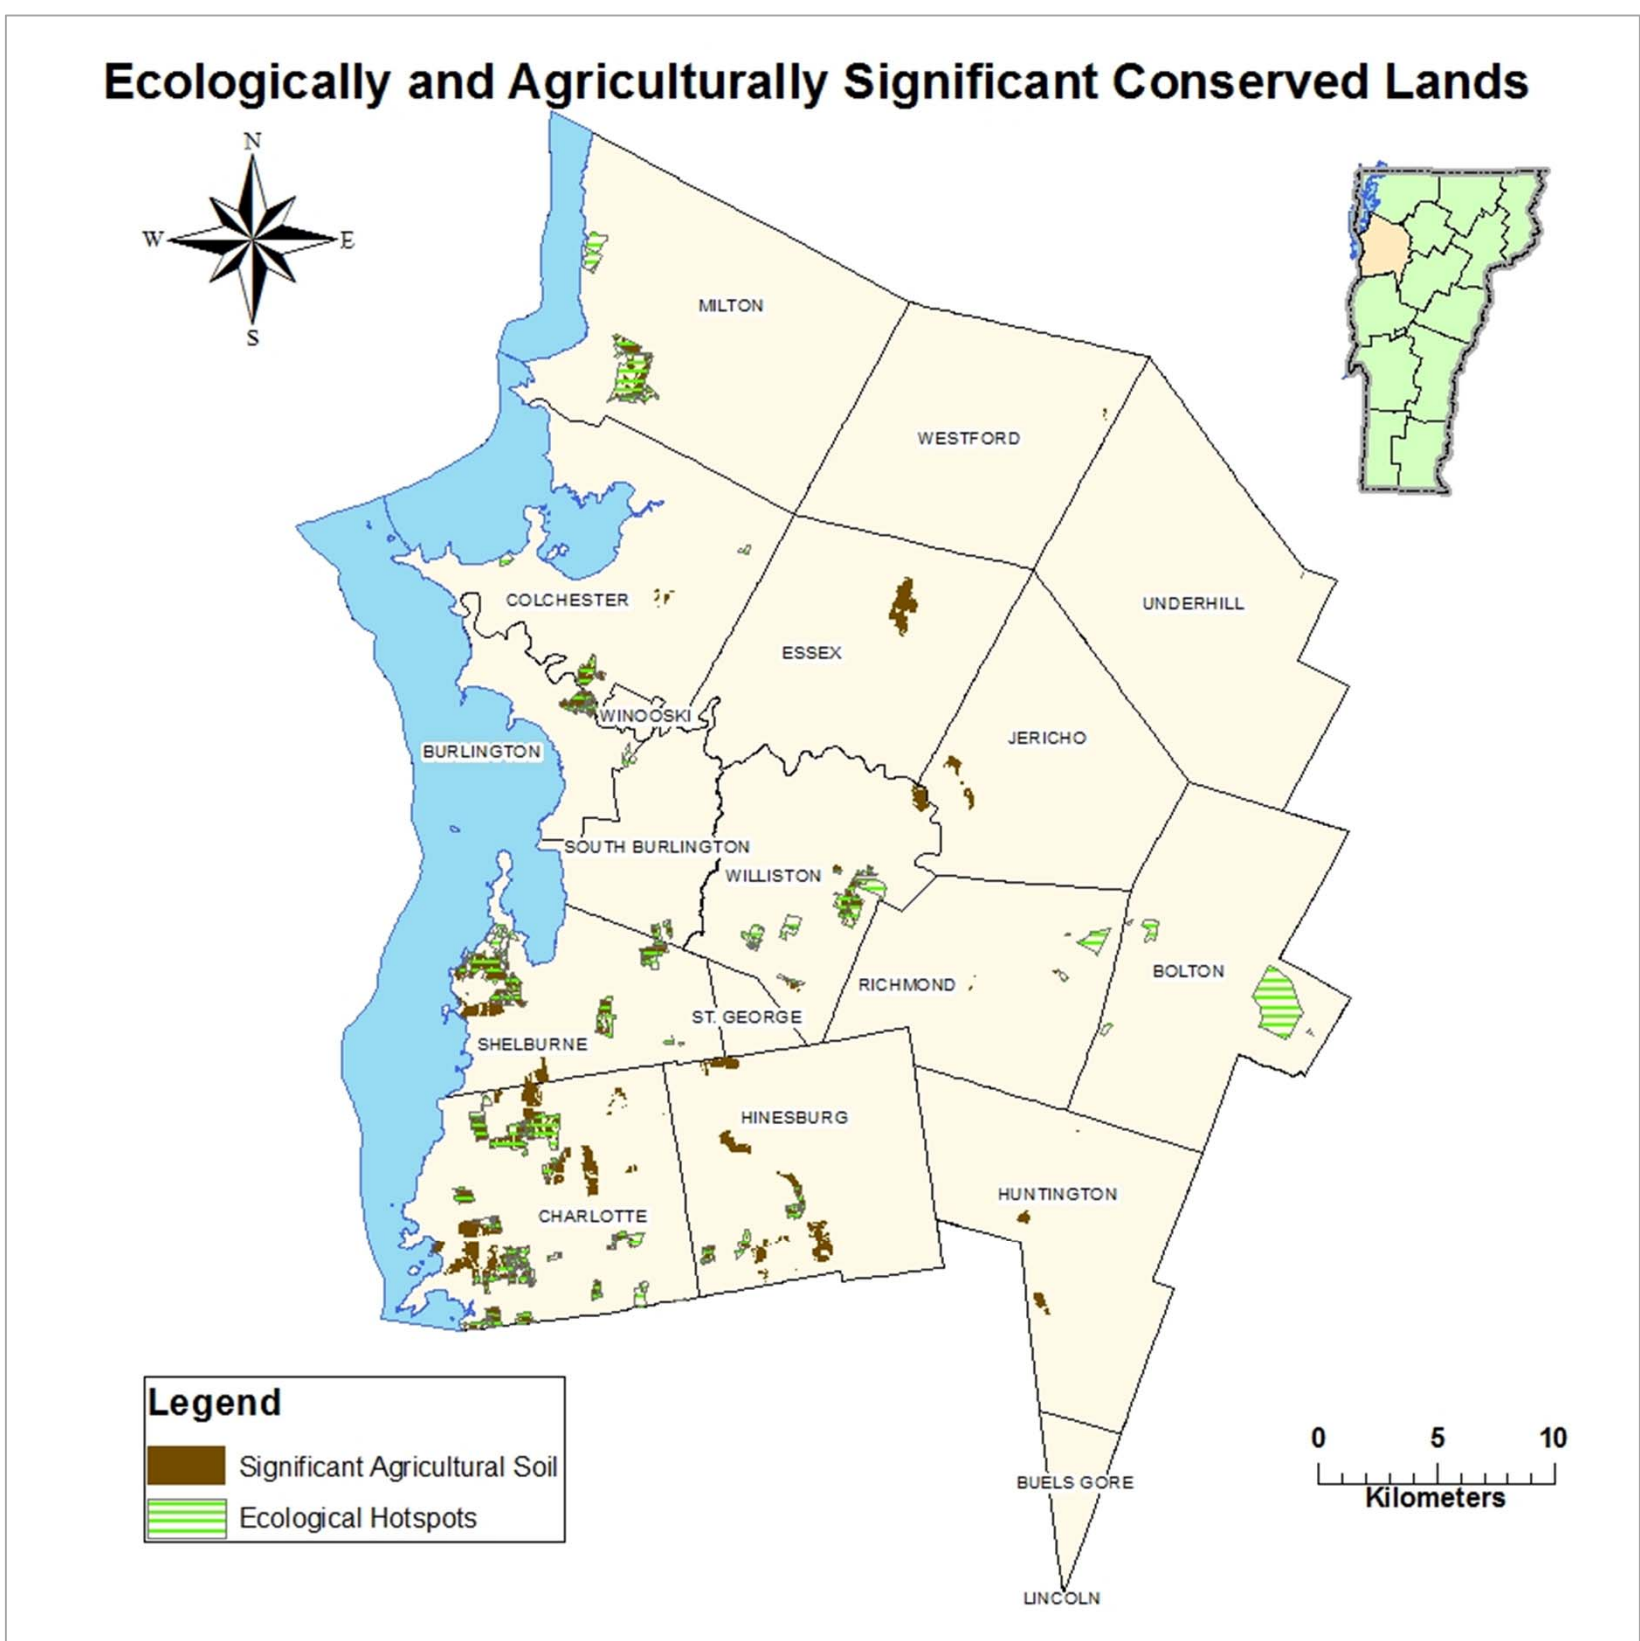 Ecologically and Agriculturally Significant Conserved Lands
N
W E
S
MILTON
WESTFORD
COLCHESTER
UNDERHILL
ESSEX
WINOOSKI
JERICHO
BURLINGTON
SOUTH BURLINGTON
WILLISTON
BOLTON
RICHMOND
ST. GEORGE
SHELBURNE
HINESBURG
HUNTINGTON
CHARLOTTE
BUELS GORE
LINCOLN
Legend
Significant Agricultural Soil
Ecological Hotspots
0 5 10
Kilometers